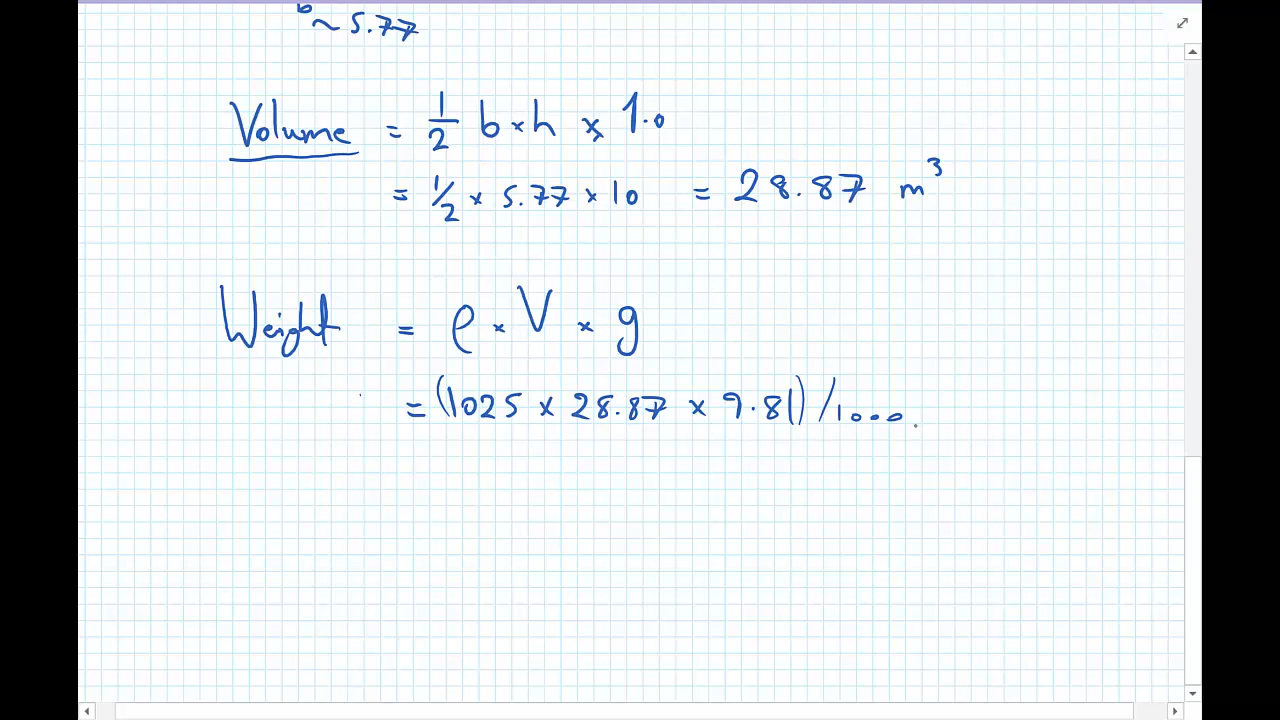 b ~ 5.77
Volume = 1/2 b × h × 1.0
= 1/2 × 5.77 × 10 = 28.87 m³
Weight = ρ × V × g
= (1025 × 28.87 × 9.81) / 1000